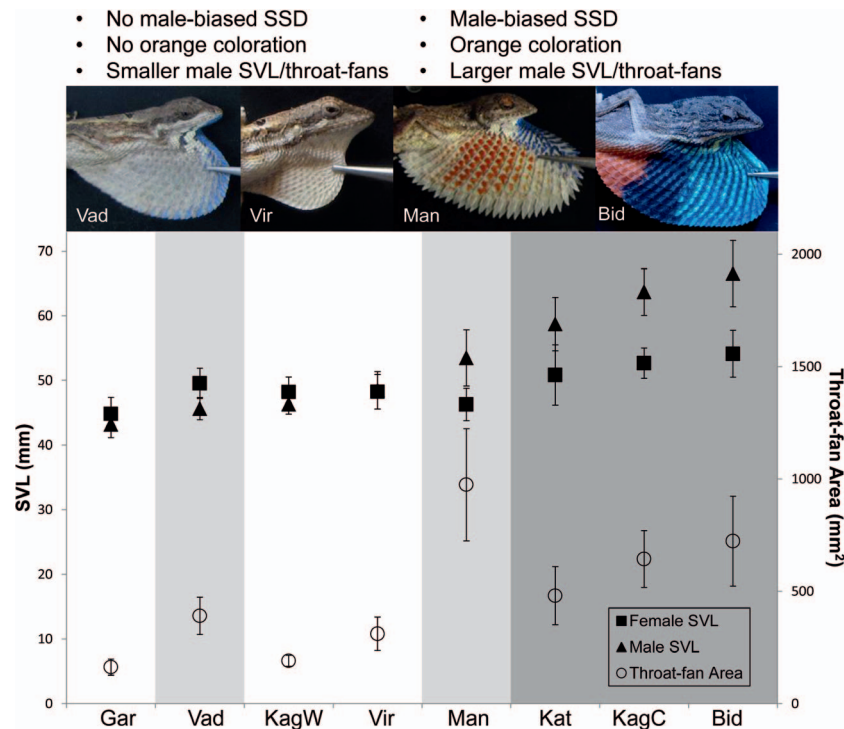 • No male-biased SSD
• No orange coloration
• Smaller male SVL/throat-fans
• Male-biased SSD
• Orange coloration
• Larger male SVL/throat-fans
Vad
Vir
Man
Bid
70
60
50
40
30
20
10
0
SVL (mm)
2000
1500
1000
500
0
Throat-fan Area (mm²)
Female SVL
Male SVL
Throat-fan Area
Gar Vad KagW Vir Man Kat KagC Bid